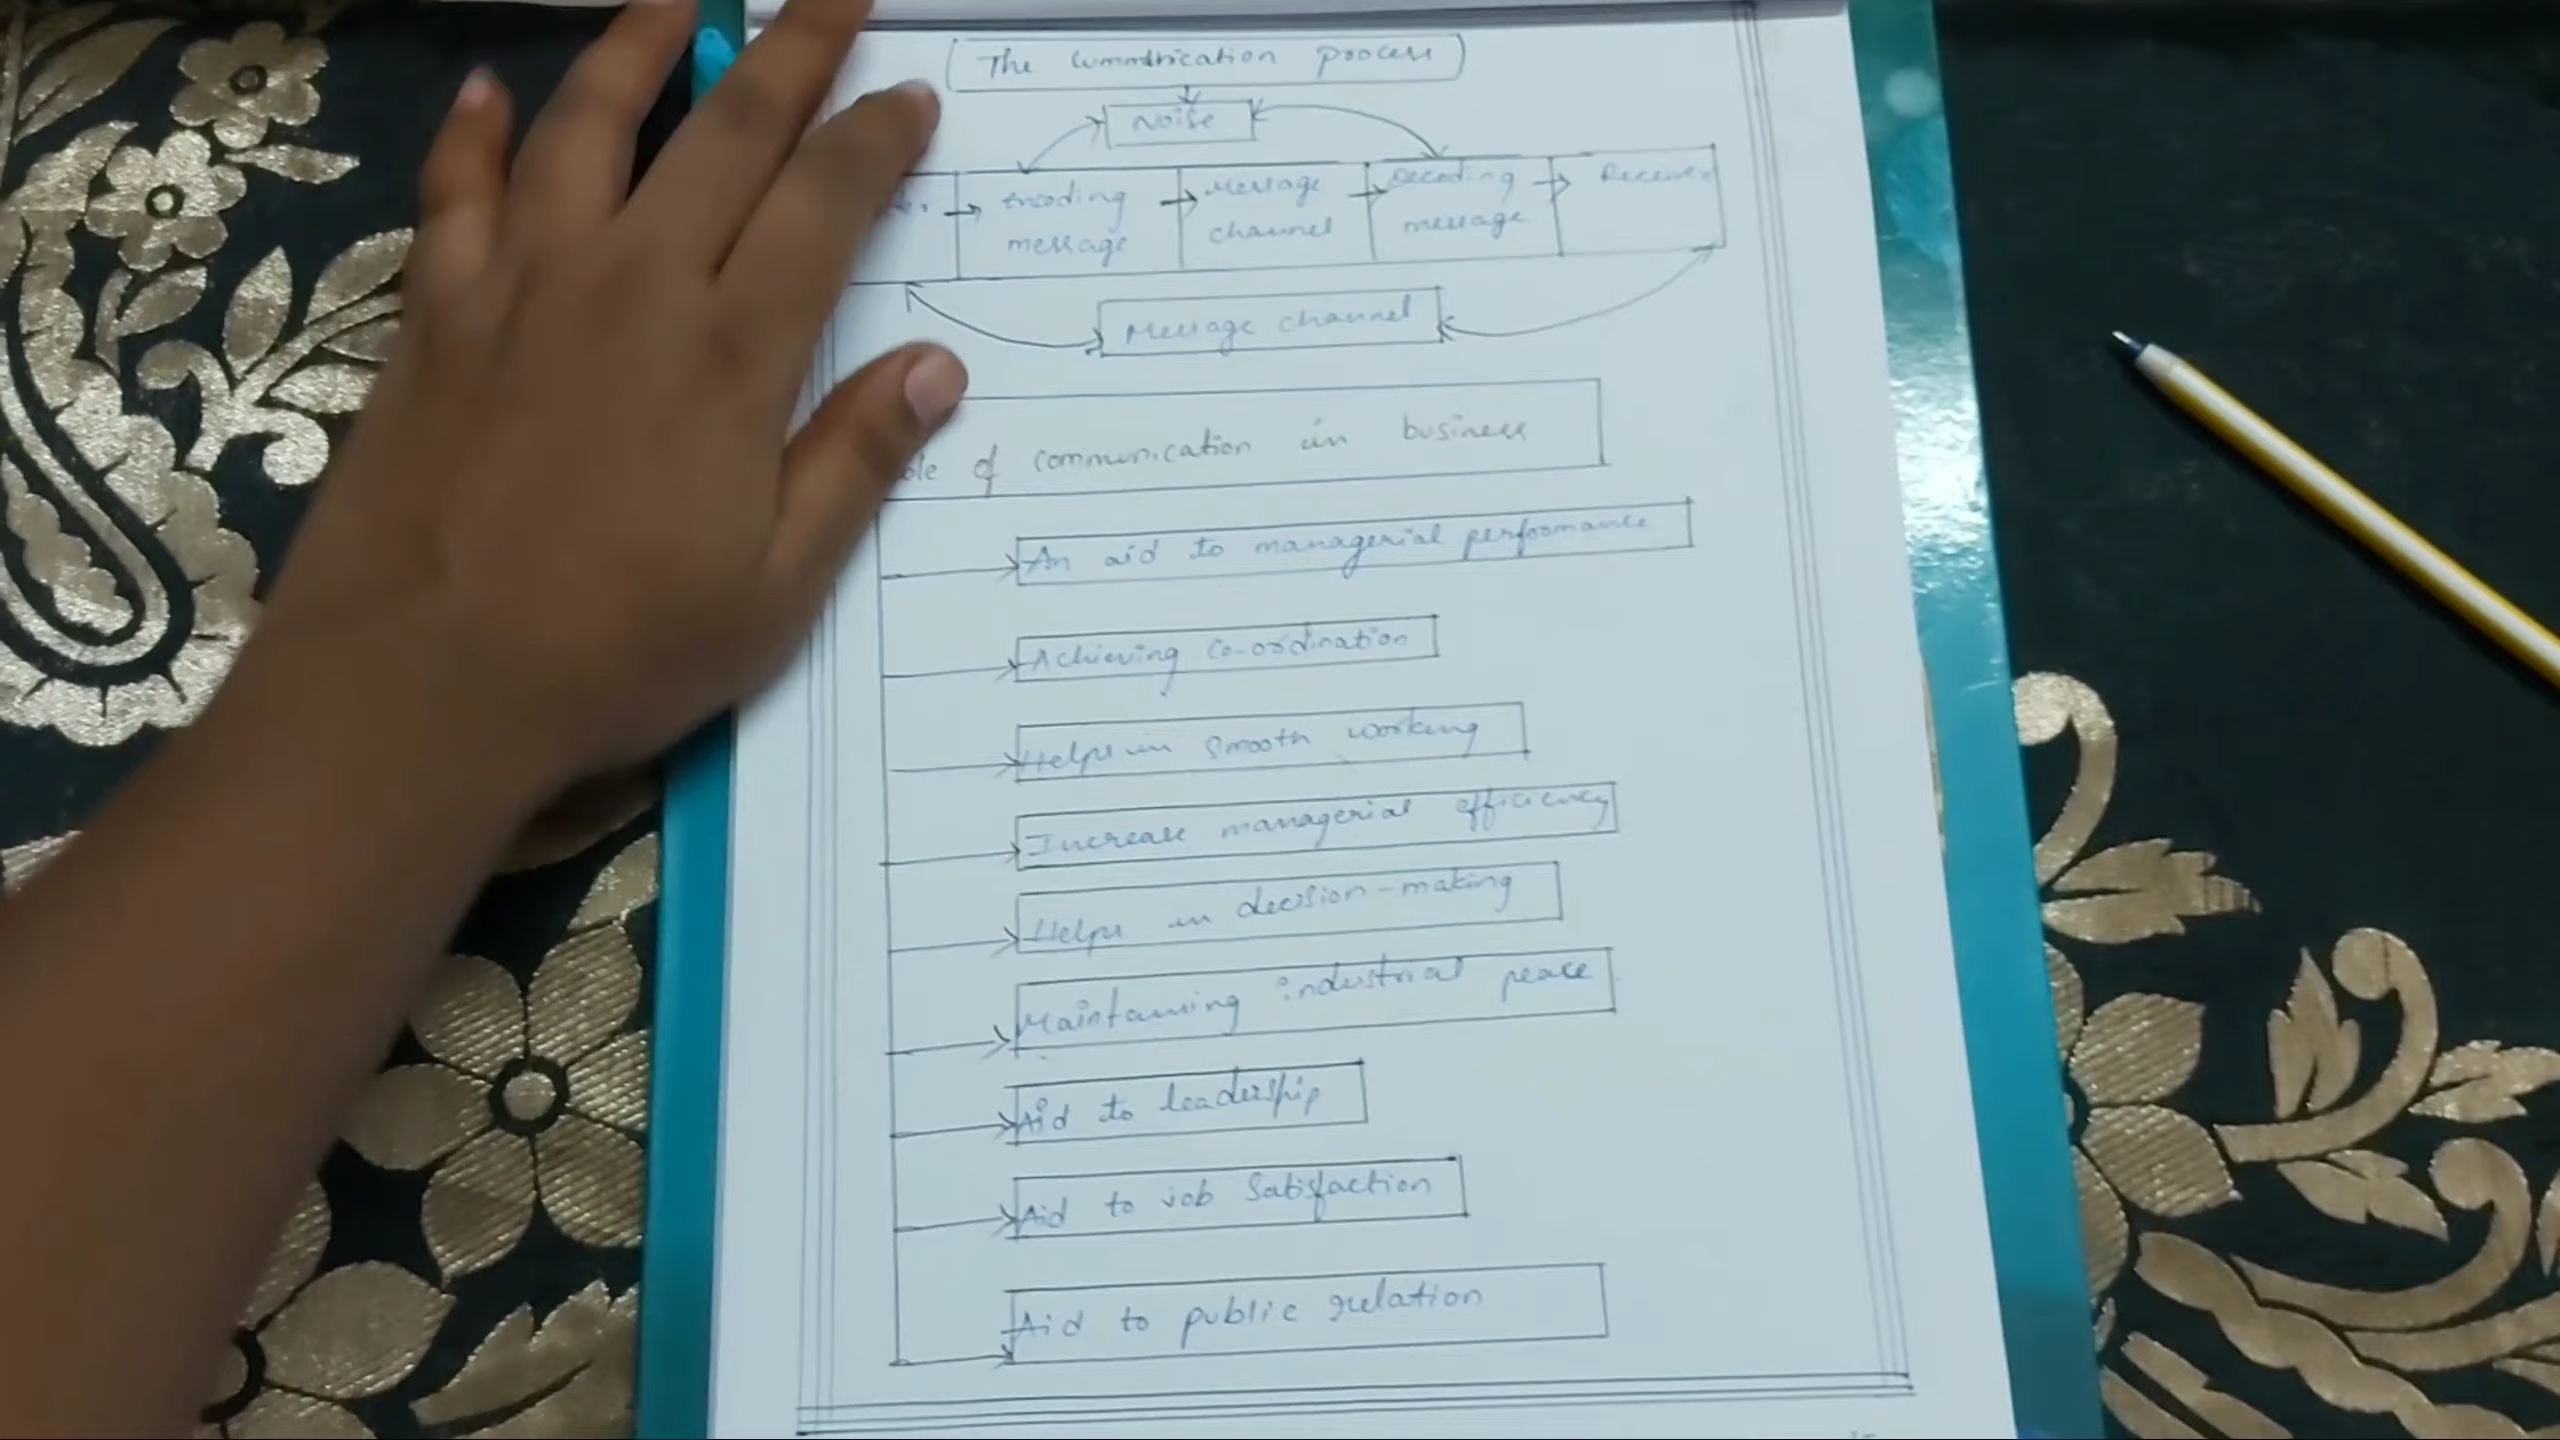 The Communication process
Noise
Encoding
message
Message
channel
Decoding
message
Receiver
Message channel
ole of communication in business
An aid to managerial performance
Achieving Co-ordination
Helps in smooth working
Increase managerial efficiency
Helps in decision-making
Maintaining industrial peace
Aid to leadership
Aid to job Satisfaction
Aid to public relation